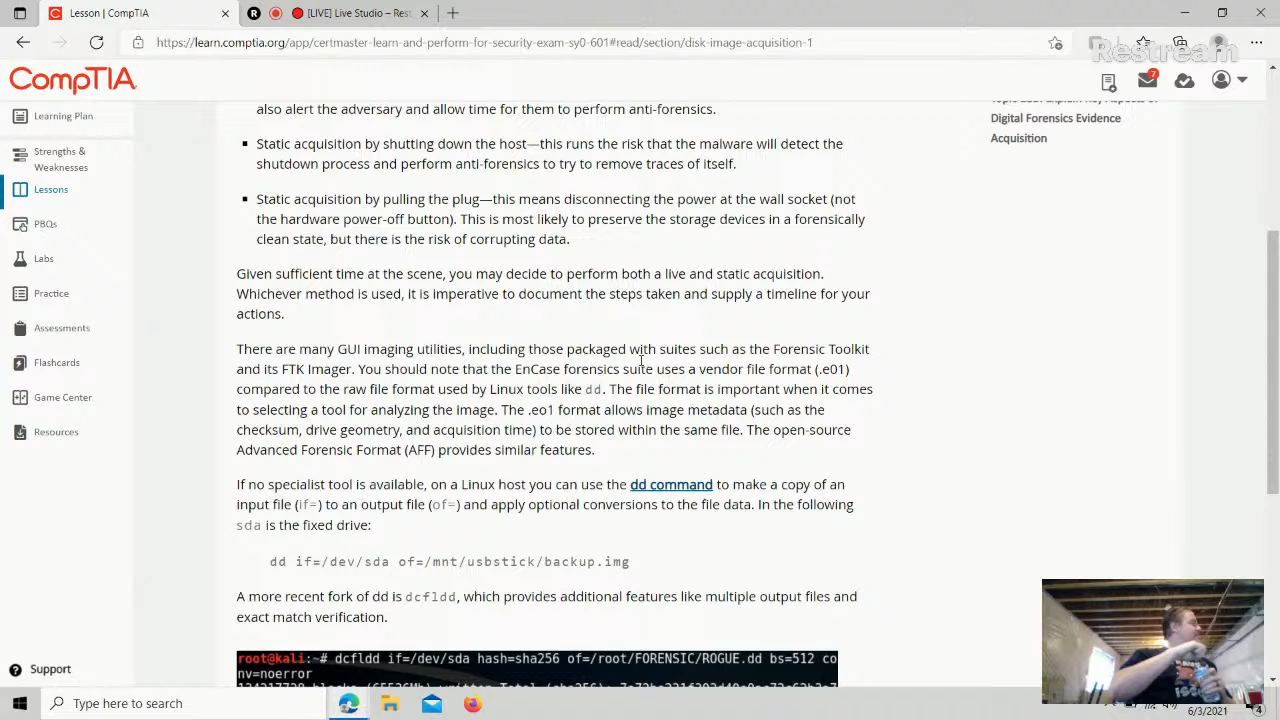 Lesson | CompTIA
[LIVE] Live Studio – Rest
https://learn.comptia.org/app/certmaster-learn-and-perform-for-security-exam-sy0-601#read/section/disk-image-acquisition-1
Restream
CompTIA.
7
Learning Plan
Strengths &
Weaknesses
Lessons
PBQs
Labs
Practice
Assessments
Flashcards
Game Center
Resources
Support
also alert the adversary and allow time for them to perform anti-forensics.
Static acquisition by shutting down the host—this runs the risk that the malware will detect the
shutdown process and perform anti-forensics to try to remove traces of itself.
Static acquisition by pulling the plug—this means disconnecting the power at the wall socket (not
the hardware power-off button). This is most likely to preserve the storage devices in a forensically
clean state, but there is the risk of corrupting data.
Given sufficient time at the scene, you may decide to perform both a live and static acquisition.
Whichever method is used, it is imperative to document the steps taken and supply a timeline for your
actions.
There are many GUI imaging utilities, including those packaged with suites such as the Forensic Toolkit
and its FTK Imager. You should note that the EnCase forensics suite uses a vendor file format (.e01)
compared to the raw file format used by Linux tools like dd. The file format is important when it comes
to selecting a tool for analyzing the image. The .eo1 format allows image metadata (such as the
checksum, drive geometry, and acquisition time) to be stored within the same file. The open-source
Advanced Forensic Format (AFF) provides similar features.
If no specialist tool is available, on a Linux host you can use the dd command to make a copy of an
input file (if=) to an output file (of=) and apply optional conversions to the file data. In the following
sda is the fixed drive:
dd if=/dev/sda of=/mnt/usbstick/backup.img
A more recent fork of dd is dcfldd, which provides additional features like multiple output files and
exact match verification.
root@kali:~# dcfldd if=/dev/sda hash=sha256 of=/root/FORENSIC/ROGUE.dd bs=512 co
nv=noerror
Digital Forensics Evidence
Acquisition
Type here to search
6/3/2021
4